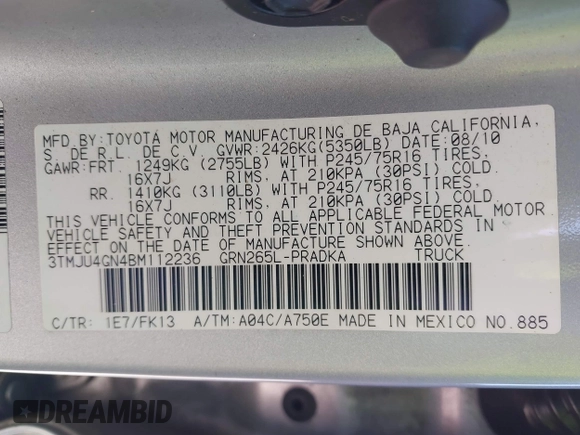 MFD.BY:TOYOTA MOTOR MANUFACTURING DE BAJA CALIFORNIA,
S. DE R.L. DE C.V. GVWR:2426KG(5350LB) DATE:08/10
GAWR:FRT. 1249KG (2755LB) WITH P245/75R16 TIRES,
16X7J RIMS, AT 210KPA (30PSI) COLD.
RR. 1410KG (3110LB) WITH P245/75R16 TIRES,
16X7J RIMS, AT 210KPA (30PSI) COLD.
THIS VEHICLE CONFORMS TO ALL APPLICABLE FEDERAL MOTOR
VEHICLE SAFETY AND THEFT PREVENTION STANDARDS IN
EFFECT ON THE DATE OF MANUFACTURE SHOWN ABOVE.
3TMJU4GN4BM112236 GRN265L-PRADKA TRUCK
C/TR: 1E7/FK13 A/TM:A04C/A750E MADE IN MEXICO NO.885
DREAMBID